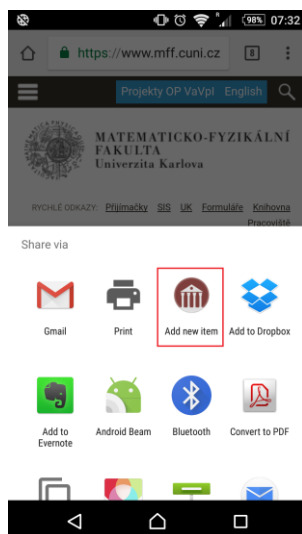 98% 07:32
https://www.mff.cuni.cz 8
Projekty OP VaVpI English
MATEMATICKO-FYZIKÁLNÍ
FAKULTA
Univerzita Karlova
RYCHLÉ ODKAZY: Přijímačky SIS UK Formuláře Knihovna
Pracoviště
Share via
Gmail Print Add new item Add to Dropbox
Add to Evernote Android Beam Bluetooth Convert to PDF